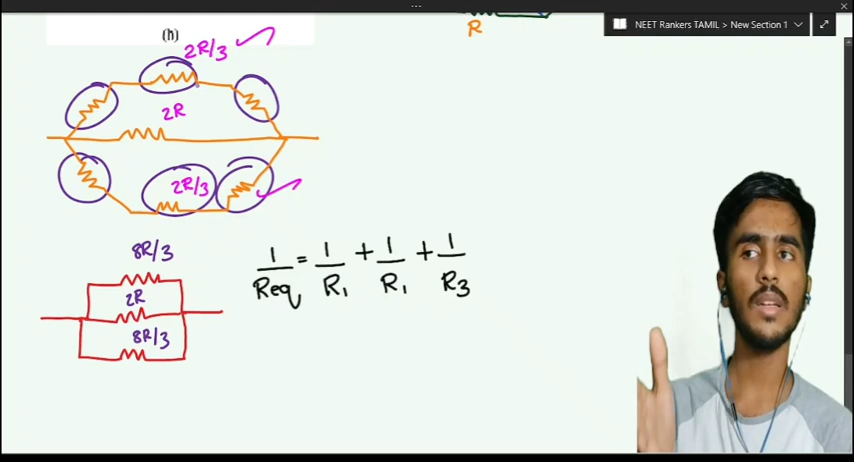 NEET Rankers TAMIL > New Section 1
R
(h)
2R/3
2R
2R/3
8R/3
2R
8R/3
1/Req = 1/R₁ + 1/R₁ + 1/R₃